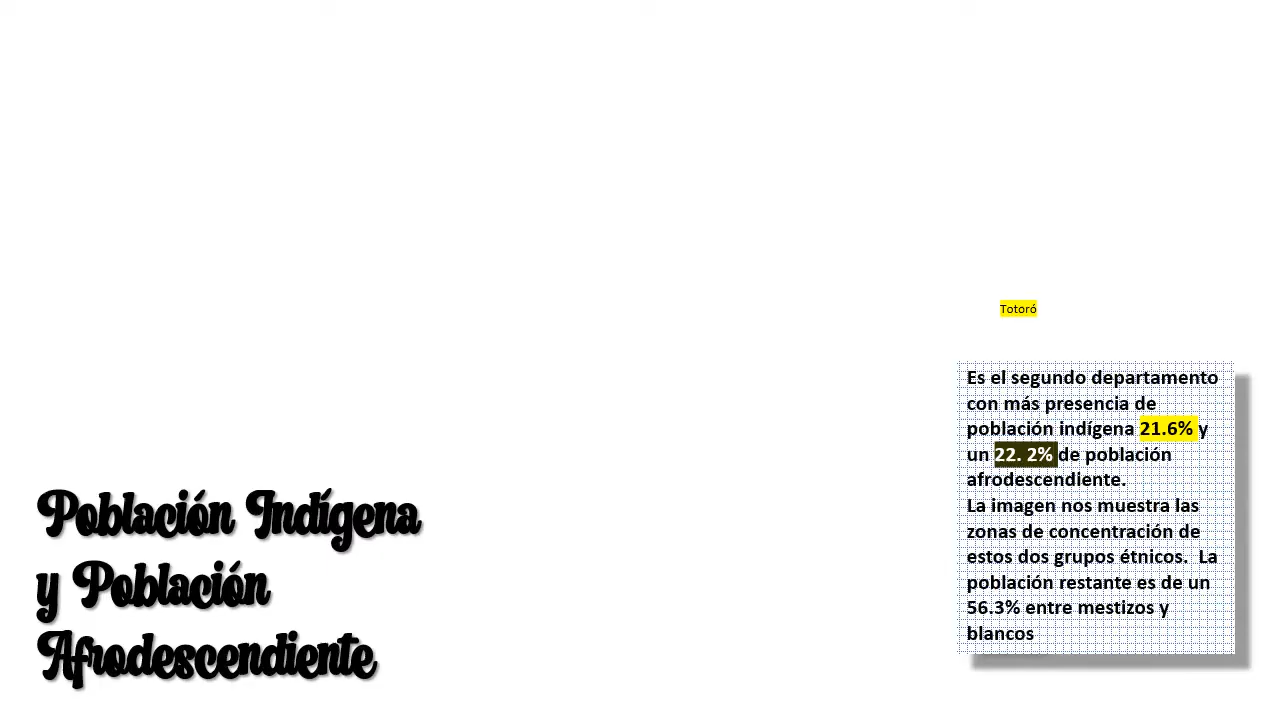 Totoró
Es el segundo departamento
con más presencia de
población indígena 21.6% y
un 22. 2% de población
afrodescendiente.
La imagen nos muestra las
zonas de concentración de
estos dos grupos étnicos.  La
población restante es de un
56.3% entre mestizos y
blancos
Población Indígena
y Población
Afrodescendiente